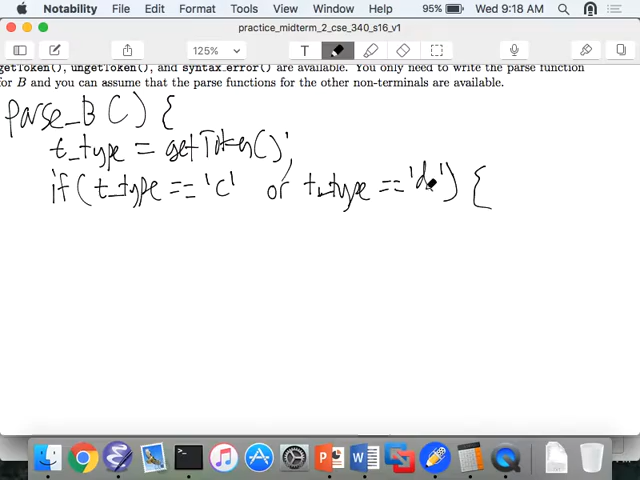 Notability File Edit Format Tools View Window Help 95% Wed 9:18 AM
practice_midterm_2_cse_340_s16_v1
125% T
getToken(), ungetToken(), and syntax_error() are available. You only need to write the parse function
for B and you can assume that the parse functions for the other non-terminals are available.
parse_B() {
t_type = getToken();
if( t_type == 'c' or t_type == 'd') {